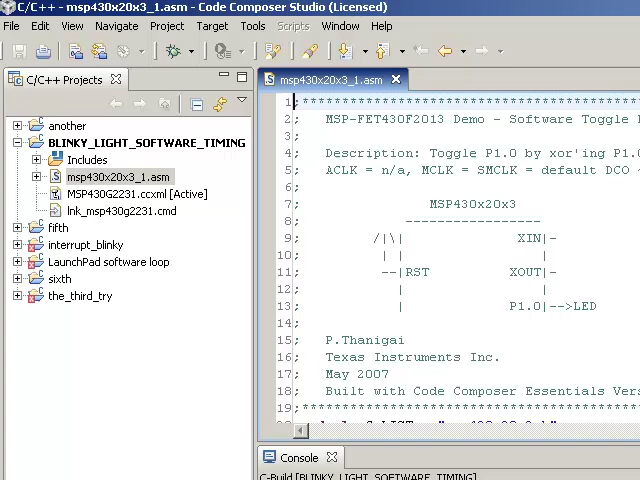 C/C++ - msp430x20x3_1.asm - Code Composer Studio (Licensed)
File Edit View Navigate Project Target Tools Scripts Window Help
C/C++ Projects
msp430x20x3_1.asm
another
BLINKY_LIGHT_SOFTWARE_TIMING
Includes
msp430x20x3_1.asm
MSP430G2231.ccxml [Active]
lnk_msp430g2231.cmd
fifth
interrupt_blinky
LaunchPad software loop
sixth
the_third_try
1;*******************************************
2; MSP-FET430F2013 Demo - Software Toggle
3;
4; Description: Toggle P1.0 by xor'ing P1.0
5; ACLK = n/a, MCLK = SMCLK = default DCO ~
6;
7; MSP430x20x3
8; -----------------
9; /|\| XIN|-
10; | | |
11; --|RST XOUT|-
12; | |
13; | P1.0|-->LED
14;
15; P.Thanigai
16; Texas Instruments Inc.
17; May 2007
18; Built with Code Composer Essentials
19;*******************************************
Console
C-Build [BLINKY_LIGHT_SOFTWARE_TIMING]